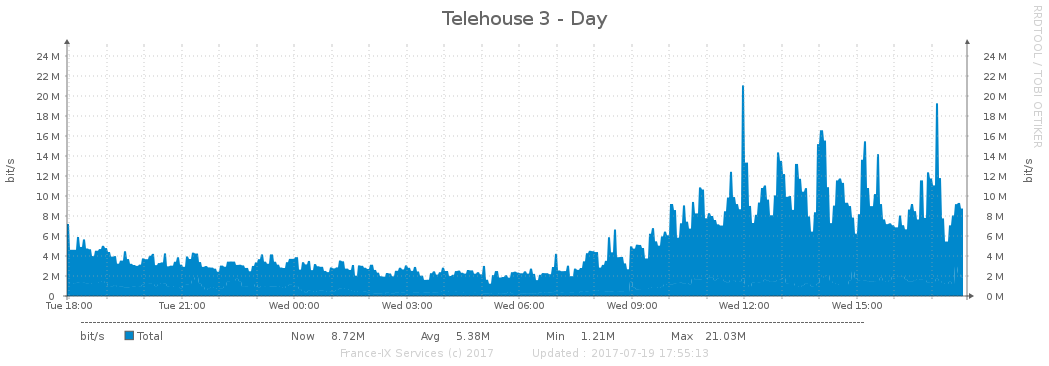 Telehouse 3 - Day
RRDTOOL / TOBI OETIKER
24 M 24 M
22 M 22 M
20 M 20 M
18 M 18 M
16 M 16 M
14 M 14 M
12 M 12 M
10 M 10 M
8 M 8 M
6 M 6 M
4 M 4 M
2 M 2 M
0 0 M
bit/s bit/s
Tue 18:00 Tue 21:00 Wed 00:00 Wed 03:00 Wed 06:00 Wed 09:00 Wed 12:00 Wed 15:00
bit/s Total Now 8.72M Avg 5.38M Min 1.21M Max 21.03M
France-IX Services (c) 2017 Updated : 2017-07-19 17:55:13